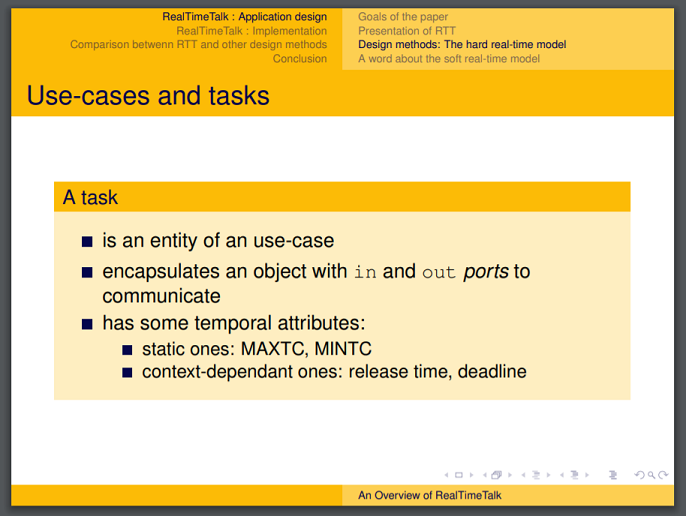 RealTimeTalk : Application design
RealTimeTalk : Implementation
Comparison betwenn RTT and other design methods
Conclusion
Goals of the paper
Presentation of RTT
Design methods: The hard real-time model
A word about the soft real-time model
Use-cases and tasks
A task
is an entity of an use-case
encapsulates an object with in and out ports to
communicate
has some temporal attributes:
static ones: MAXTC, MINTC
context-dependant ones: release time, deadline
An Overview of RealTimeTalk